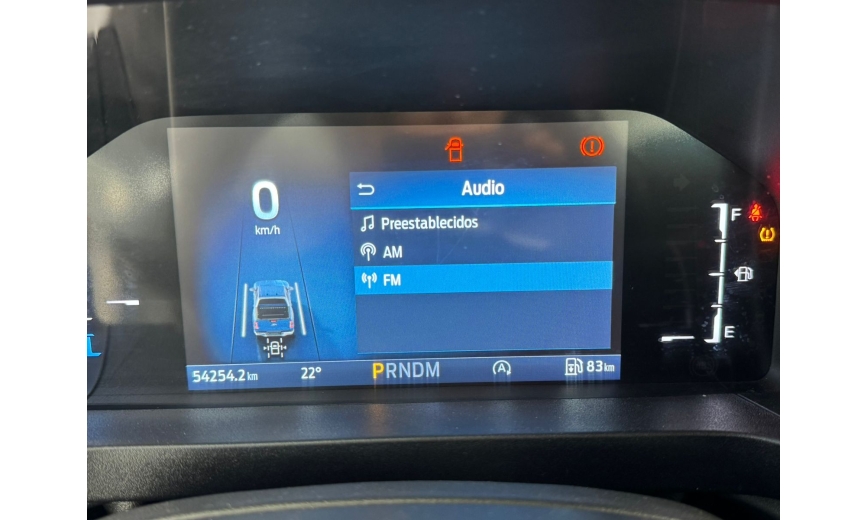 0
km/h
Audio
Preestablecidos
AM
FM
F
E
54254.2 km
22°
PRNDM
A
83 km